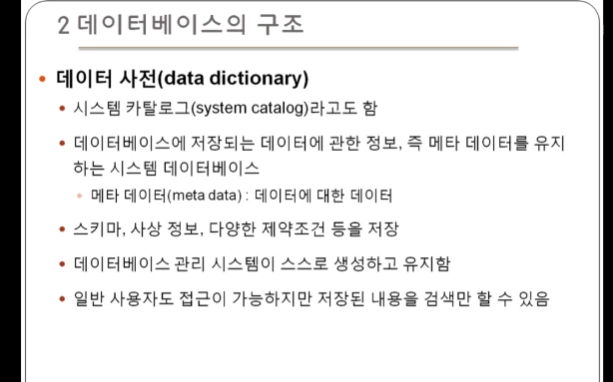 2 데이터베이스의 구조
• 데이터 사전(data dictionary)
• 시스템 카탈로그(system catalog)라고도 함
• 데이터베이스에 저장되는 데이터에 관한 정보, 즉 메타 데이터를 유지
하는 시스템 데이터베이스
• 메타 데이터(meta data) : 데이터에 대한 데이터
• 스키마, 사상 정보, 다양한 제약조건 등을 저장
• 데이터베이스 관리 시스템이 스스로 생성하고 유지함
• 일반 사용자도 접근이 가능하지만 저장된 내용을 검색만 할 수 있음